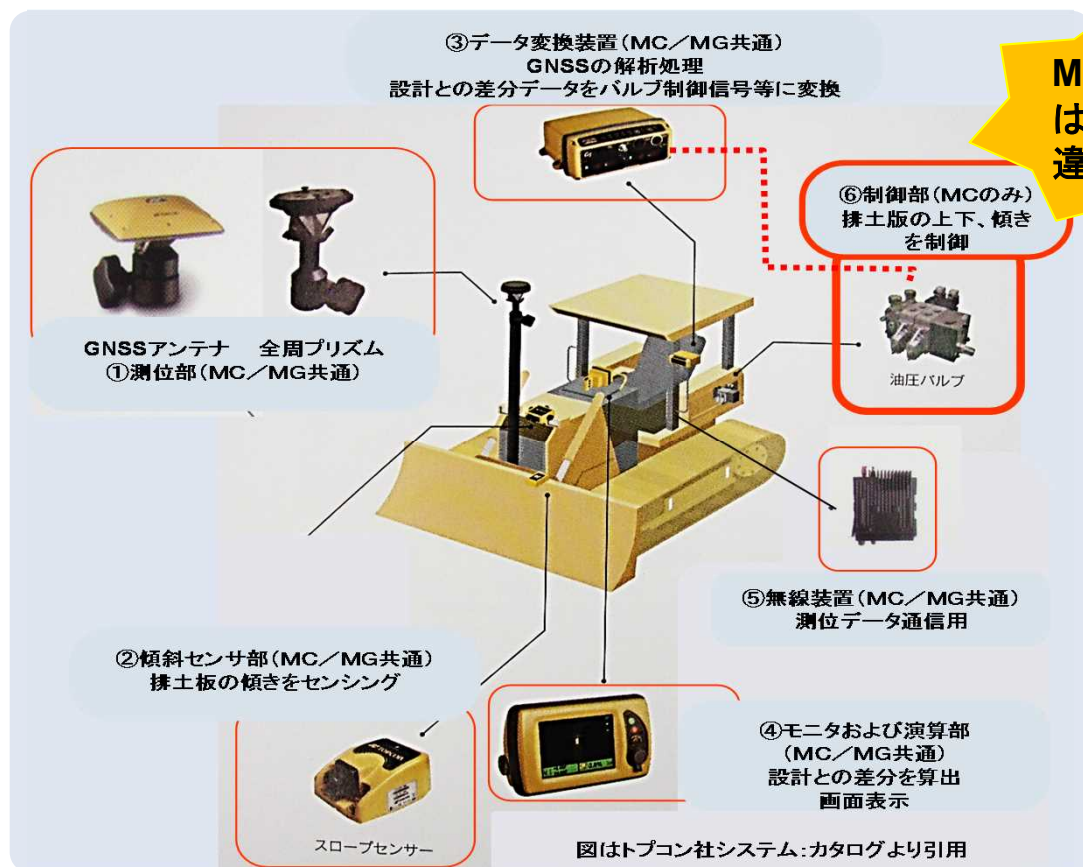 ③データ変換装置(MC／MG共通)
GNSSの解析処理
設計との差分データをバルブ制御信号等に変換
M
は
違
⑥制御部(MCのみ)
排土版の上下、傾き
を制御
油圧バルブ
GNSSアンテナ 全周プリズム
①測位部(MC／MG共通)
⑤無線装置(MC／MG共通)
測位データ通信用
②傾斜センサ部(MC／MG共通)
排土板の傾きをセンシング
④モニタおよび演算部
(MC／MG共通)
設計との差分を算出
画面表示
TOPCON
スロープセンサー
図はトプコン社システム:カタログより引用